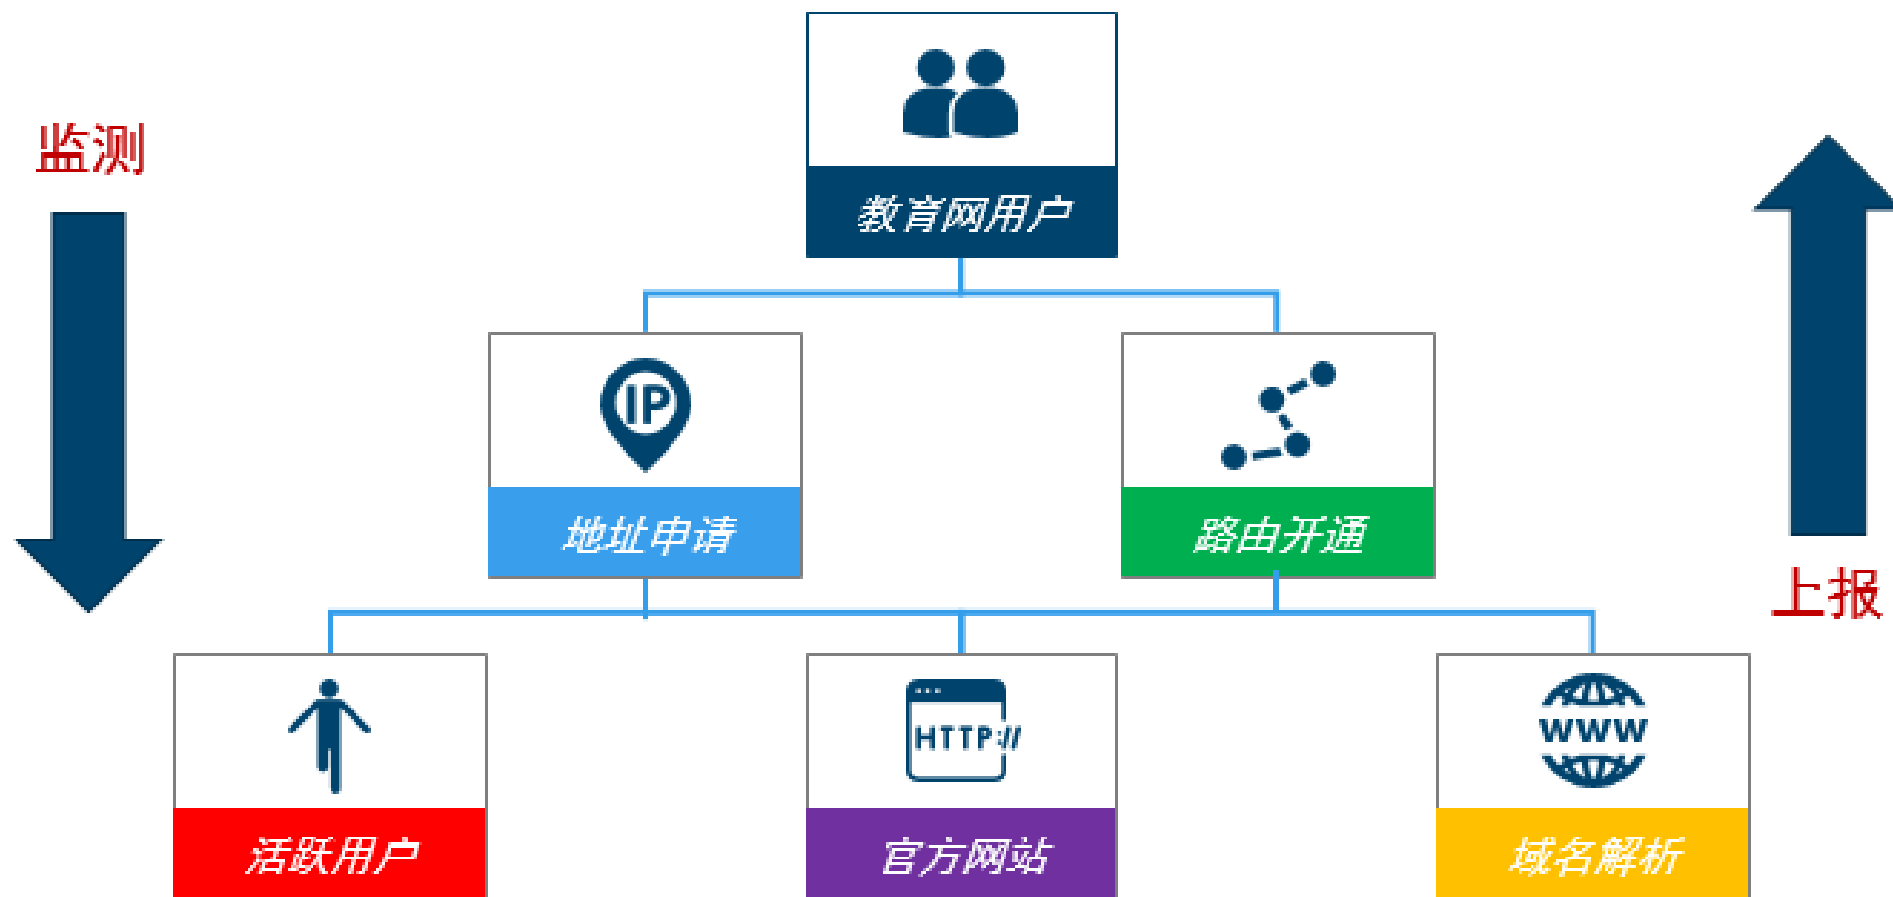 监测
教育网用户
IP
地址申请
路由开通
上报
HTTP://
WWW
活跃用户
官方网站
域名解析